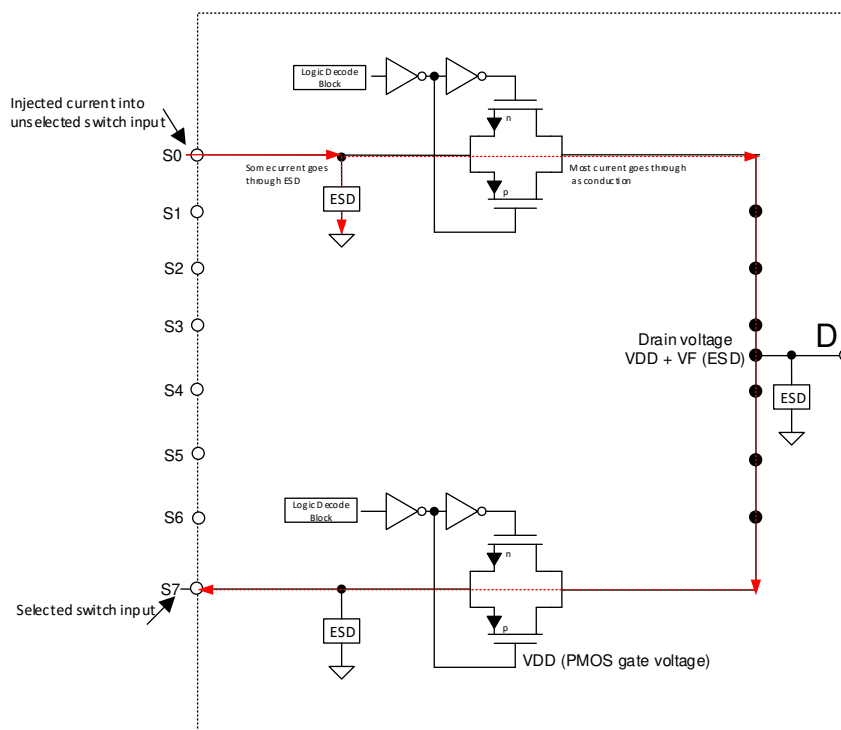 Logic Decode
Block
n
p
Injected current into
unselected switch input
S0
Some current goes
through ESD
Most current goes through
as conduction
ESD
S1
S2
S3
D
Drain voltage
VDD + VF (ESD)
S4
ESD
S5
Logic Decode
Block
S6
n
p
S7
Selected switch input
ESD
VDD (PMOS gate voltage)